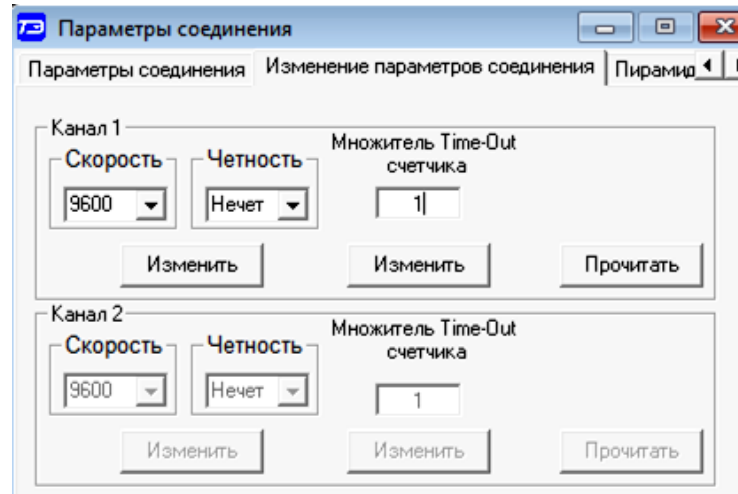 ТЭ Параметры соединения
Параметры соединения Изменение параметров соединения
Канал 1
Скорость Четность Множитель Time-Out счетчика
9600 Нечет 1
Изменить Изменить Прочитать
Канал 2
Скорость Четность Множитель Time-Out счетчика
9600 Нечет 1
Изменить Изменить Прочитать